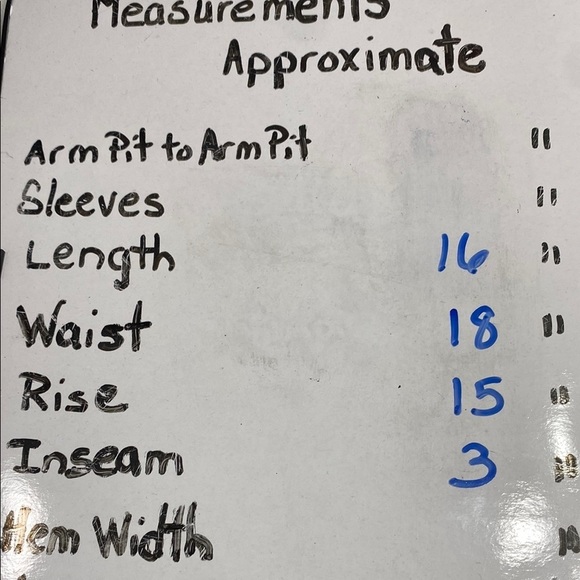 Measurements
Approximate
Arm Pit to Arm Pit "
Sleeves "
Length 16 "
Waist 18 "
Rise 15 "
Inseam 3 "
Hem Width "